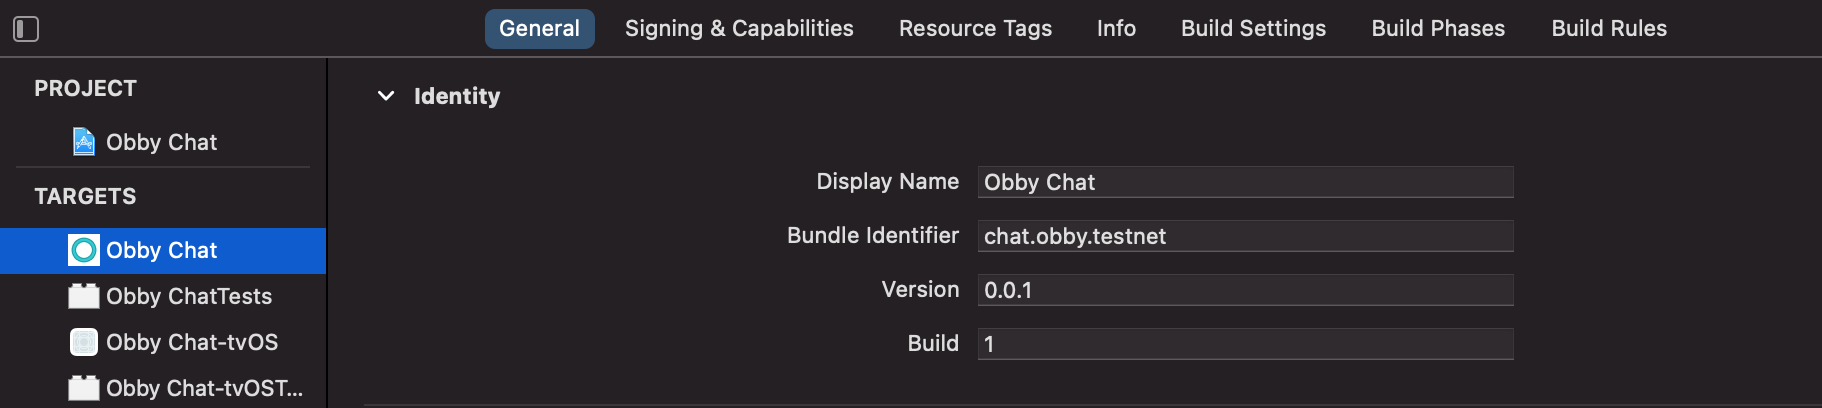 General Signing & Capabilities Resource Tags Info Build Settings Build Phases Build Rules
PROJECT
Obby Chat
TARGETS
Obby Chat
Obby ChatTests
Obby Chat-tvOS
Obby Chat-tvOST...
Identity
Display Name Obby Chat
Bundle Identifier chat.obby.testnet
Version 0.0.1
Build 1